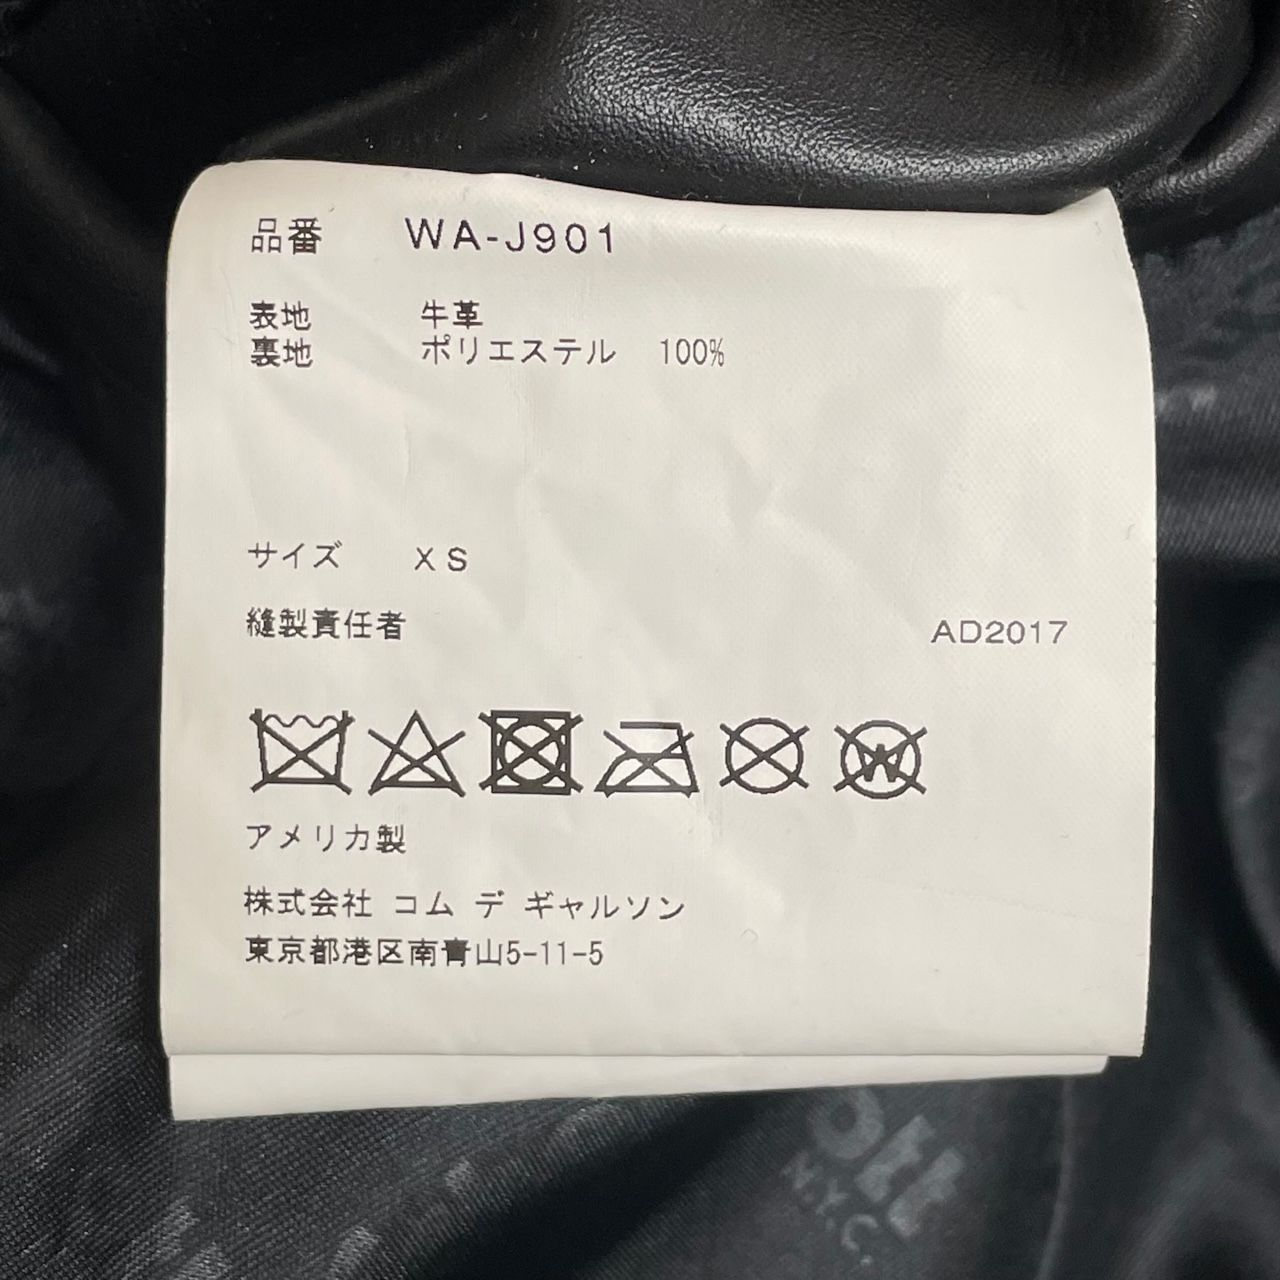 品番 WA-J901
表地 牛革
裏地 ポリエステル 100%
サイズ XS
縫製責任者 AD2017
W
アメリカ製
株式会社 コム デ ギャルソン
東京都港区南青山5-11-5
ott
N.Y.C.